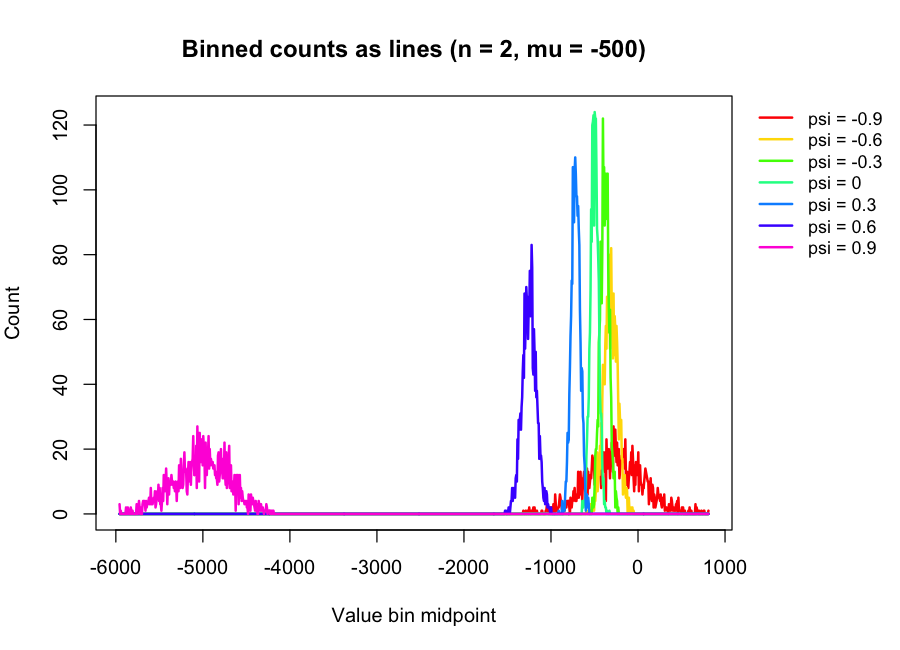 Binned counts as lines (n = 2, mu = -500)
Count
0
20
40
60
80
100
120
-6000 -5000 -4000 -3000 -2000 -1000 0 1000
Value bin midpoint
psi = -0.9
psi = -0.6
psi = -0.3
psi = 0
psi = 0.3
psi = 0.6
psi = 0.9